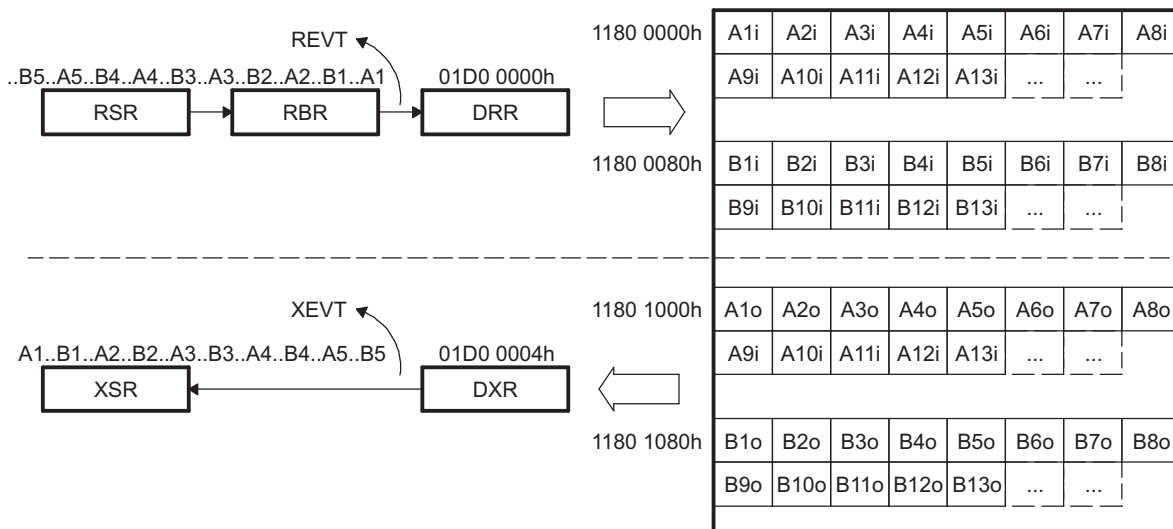 REVT
..B5..A5..B4..A4..B3..A3..B2..A2..B1..A1
01D0 0000h
RSR
RBR
DRR
1180 0000h
A1i A2i A3i A4i A5i A6i A7i A8i
A9i A10i A11i A12i A13i ... ...
1180 0080h
B1i B2i B3i B4i B5i B6i B7i B8i
B9i B10i B11i B12i B13i ... ...
XEVT
A1..B1..A2..B2..A3..B3..A4..B4..A5..B5
01D0 0004h
XSR
DXR
1180 1000h
A1o A2o A3o A4o A5o A6o A7o A8o
A9i A10i A11i A12i A13i ... ...
1180 1080h
B1o B2o B3o B4o B5o B6o B7o B8o
B9o B10o B11o B12o B13o ... ...